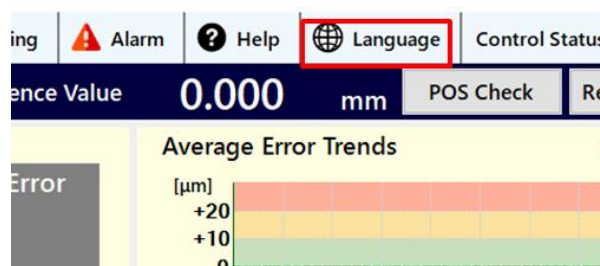 ing Alarm Help Language Control Status
ence Value 0.000 mm POS Check Re
Average Error Trends
Error
[μm]
+20
+10
0